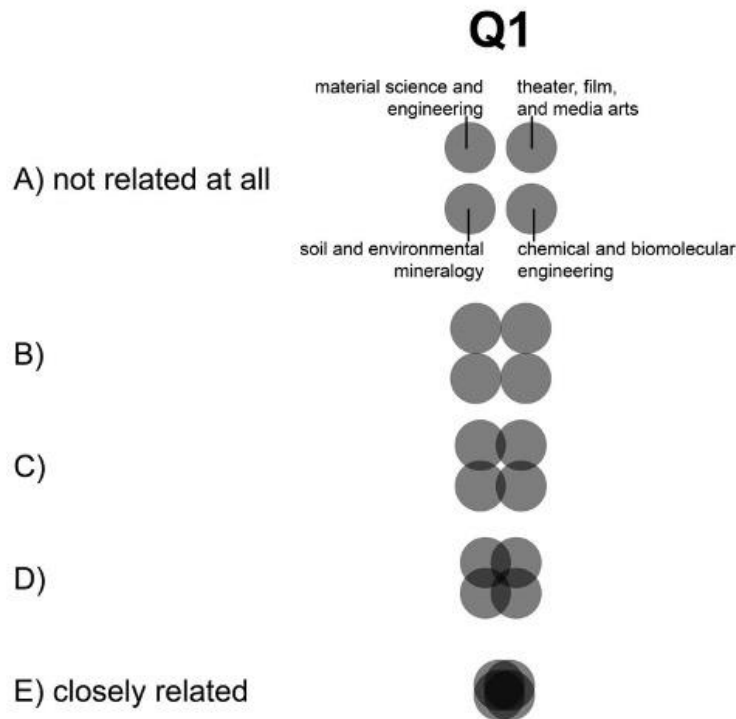 Q1
material science and
engineering
theater, film,
and media arts
A) not related at all
soil and environmental
mineralogy
chemical and biomolecular
engineering
B)
C)
D)
E) closely related